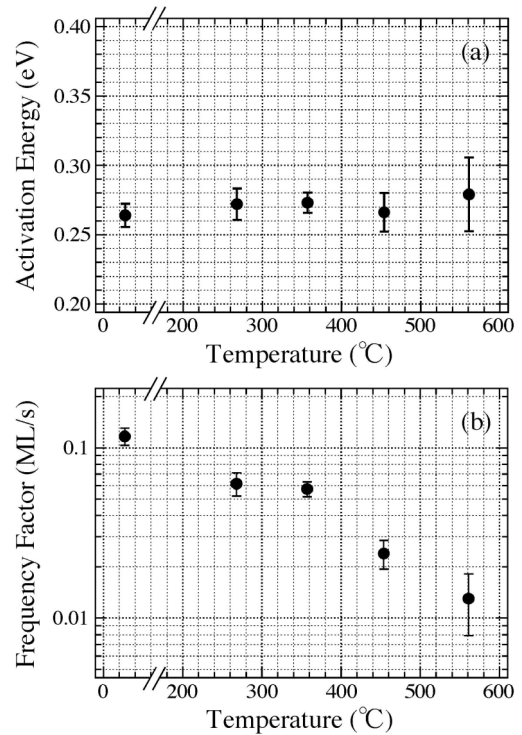 0.40
(a)
0.35
0.30
0.25
0.20
Activation Energy (eV)
0 200 300 400 500 600
Temperature (℃)
(b)
0.1
0.01
Frequency Factor (ML/s)
0 200 300 400 500 600
Temperature (℃)